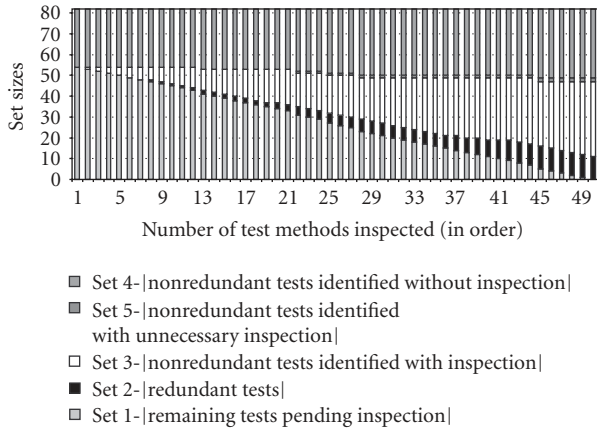 80
70
60
50
40
30
20
10
0
Set sizes
1 5 9 13 17 21 25 29 33 37 41 45 49
Number of test methods inspected (in order)
Set 4-|nonredundant tests identified without inspection|
Set 5-|nonredundant tests identified
with unnecessary inspection|
Set 3-|nonredundant tests identified with inspection|
Set 2-|redundant tests|
Set 1-|remaining tests pending inspection|